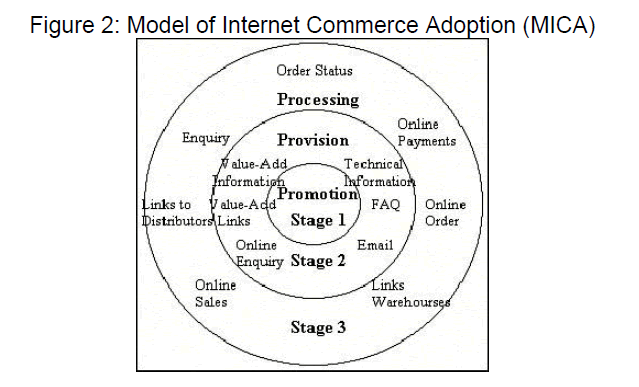 Figure 2: Model of Internet Commerce Adoption (MICA)
Order Status
Processing
Online
Payments
Enquiry
Provision
Value-Add
Information
Technical
Information
Promotion
Links to
Distributors
Value-Add
Links
FAQ
Online
Order
Stage 1
Online
Enquiry
Email
Stage 2
Online
Sales
Links
Warehourses
Stage 3